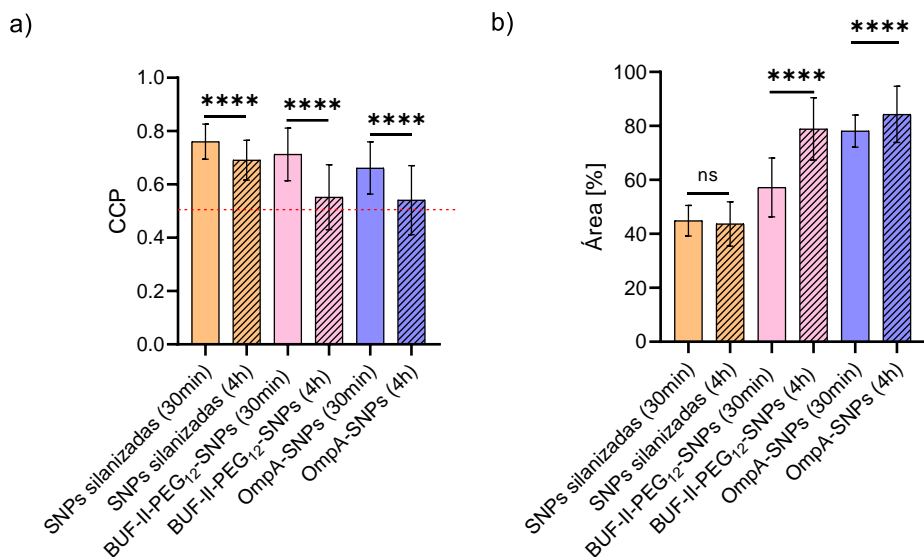 a)
CCP
1.0
0.8
0.6
0.4
0.2
0.0
****
****
****
SNPs silanizadas (30min)
SNPs silanizadas (4h)
BUF-II-PEG₁₂-SNPs (30min)
BUF-II-PEG₁₂-SNPs (4h)
OmpA-SNPs (30min)
OmpA-SNPs (4h)
b)
Área [%]
100
80
60
40
20
0
ns
****
****
SNPs silanizadas (30min)
SNPs silanizadas (4h)
BUF-II-PEG₁₂-SNPs (30min)
BUF-II-PEG₁₂-SNPs (4h)
OmpA-SNPs (30min)
OmpA-SNPs (4h)